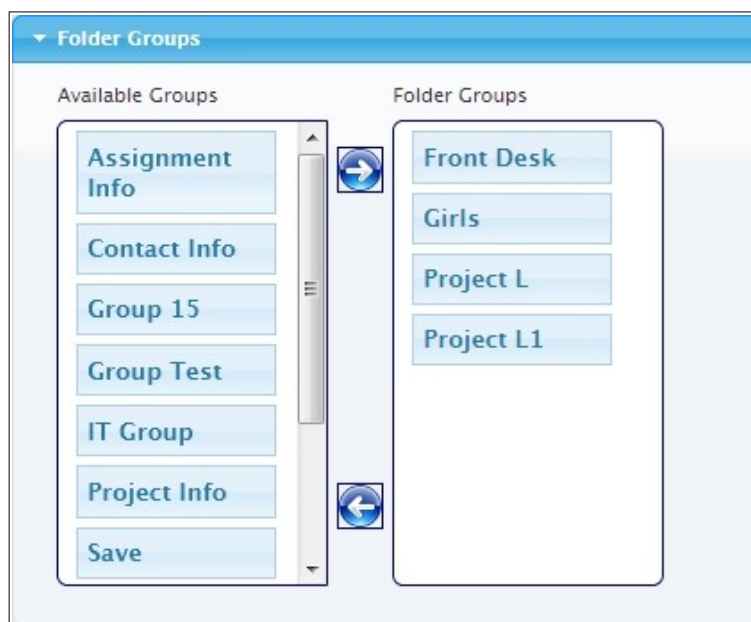 Folder Groups
Available Groups
Assignment
Info
Contact Info
Group 15
Group Test
IT Group
Project Info
Save
Folder Groups
Front Desk
Girls
Project L
Project L1